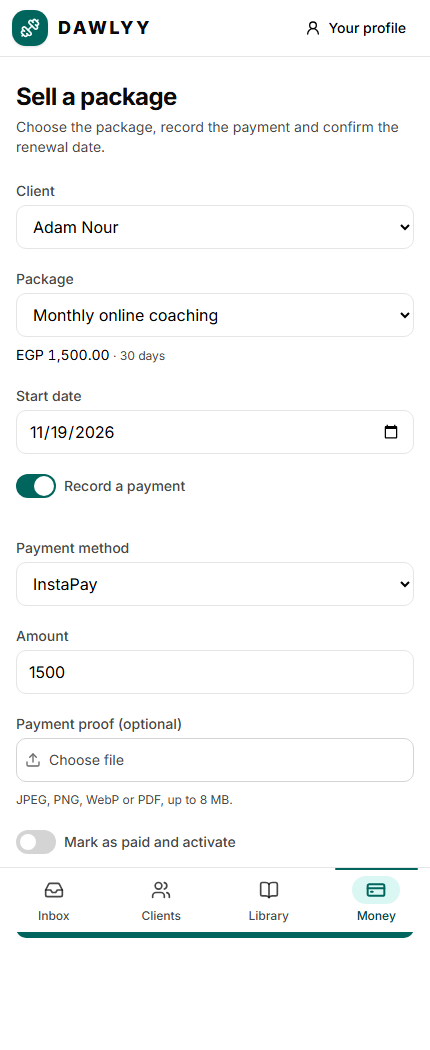 DAWLYY
Your profile
Sell a package
Choose the package, record the payment and confirm the
renewal date.
Client
Adam Nour
Package
Monthly online coaching
EGP 1,500.00 · 30 days
Start date
11/19/2026
Record a payment
Payment method
InstaPay
Amount
1500
Payment proof (optional)
Choose file
JPEG, PNG, WebP or PDF, up to 8 MB.
Mark as paid and activate
Inbox
Clients
Library
Money